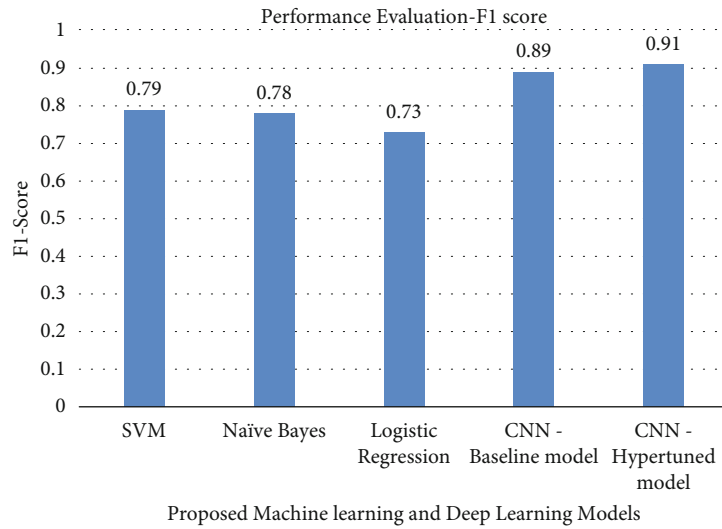 Performance Evaluation-F1 score
1
0.9
0.8
0.7
0.6
0.5
0.4
0.3
0.2
0.1
0
F1-Score
0.79
0.78
0.73
0.89
0.91
SVM
Naïve Bayes
Logistic
Regression
CNN -
Baseline model
CNN -
Hypertuned
model
Proposed Machine learning and Deep Learning Models